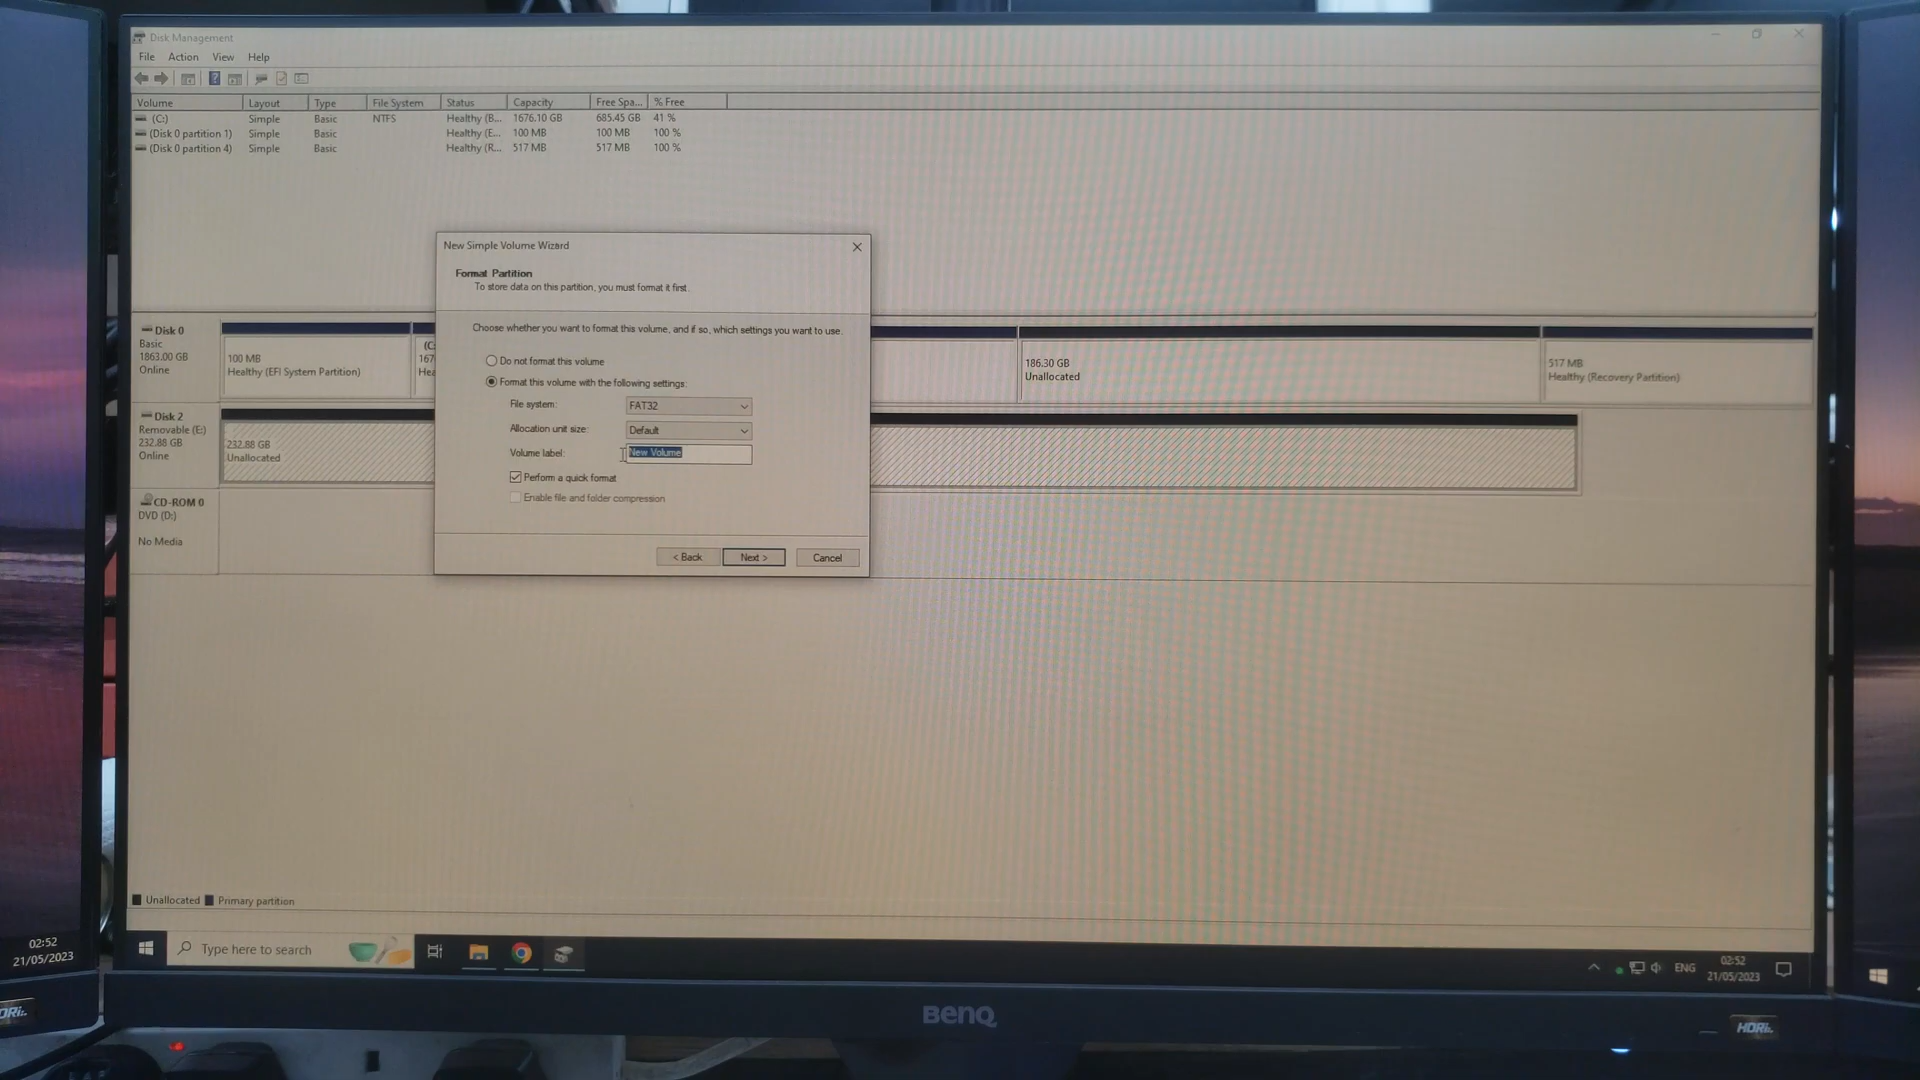 Disk Management
File Action View Help
Volume Layout Type File System Status Capacity Free Spa... % Free
(C:) Simple Basic NTFS Healthy (B... 1676.10 GB 685.45 GB 41 %
(Disk 0 partition 1) Simple Basic Healthy (E... 100 MB 100 MB 100 %
(Disk 0 partition 4) Simple Basic Healthy (R... 517 MB 517 MB 100 %
New Simple Volume Wizard
Format Partition
To store data on this partition, you must format it first.
Choose whether you want to format this volume, and if so, which settings you want to use.
Do not format this volume
Format this volume with the following settings:
File system: FAT32
Allocation unit size: Default
Volume label: New Volume
Perform a quick format
Enable file and folder compression
< Back Next > Cancel
Disk 0
Basic
1863.00 GB
Online
100 MB
Healthy (EFI System Partition)
(C:
167
Hea
186.30 GB
Unallocated
517 MB
Healthy (Recovery Partition)
Disk 2
Removable (E:)
232.88 GB
Online
232.88 GB
Unallocated
CD-ROM 0
DVD (D:)
No Media
Unallocated Primary partition
Type here to search
ENG
02:52
21/05/2023
02:52
21/05/2023
BenQ
HDRi
DRi